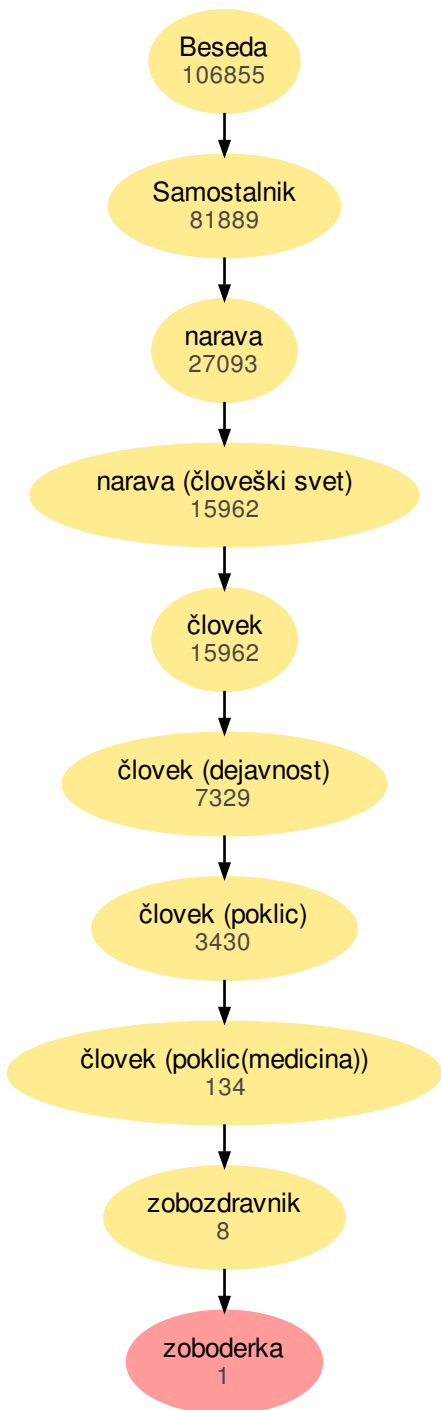 Beseda
106855
Samostalnik
81889
narava
27093
narava (človeški svet)
15962
človek
15962
človek (dejavnost)
7329
človek (poklic)
3430
človek (poklic(medicina))
134
zobozdravnik
8
zoboderka
1